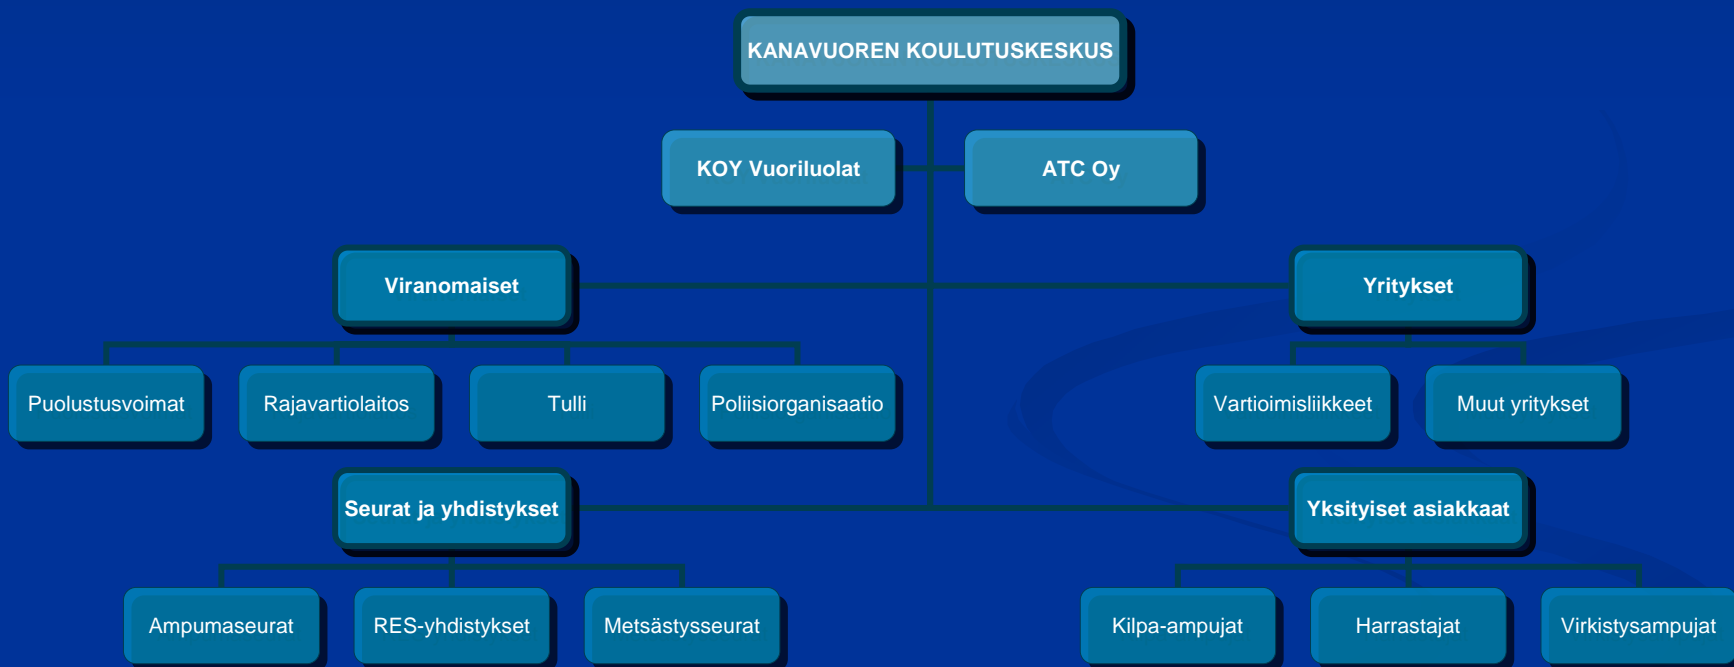 KANAVUOREN KOULUTUSKESKUS
KOY Vuoriluolat
ATC Oy
Viranomaiset
Yritykset
Puolustusvoimat
Rajavartiolaitos
Tulli
Poliisiorganisaatio
Vartioimisliikkeet
Muut yritykset
Seurat ja yhdistykset
Yksityiset asiakkaat
Ampumaseurat
RES-yhdistykset
Metsästysseurat
Kilpa-ampujat
Harrastajat
Virkistysampujat